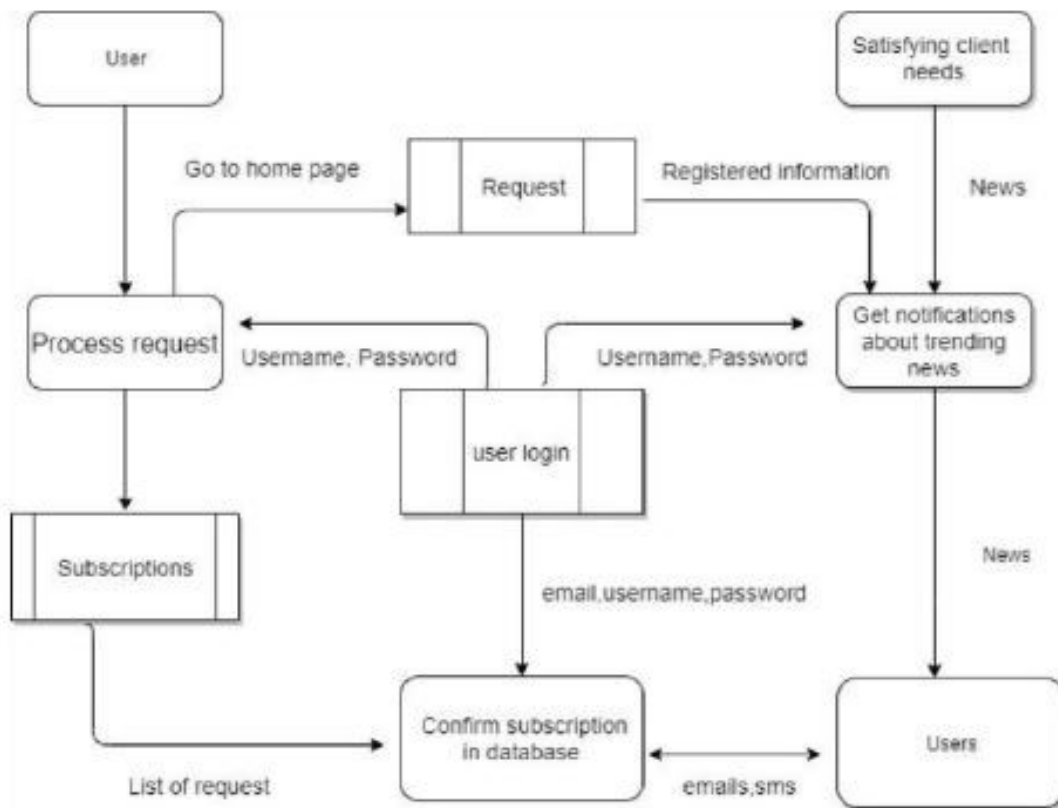 User
Satisfying client
needs
Go to home page
Request
Registered information
News
Process request
Get notifications
about trending
news
Username, Password
Username,Password
user login
Subscriptions
News
email,username,password
Confirm subscription
in database
Users
List of request
emails,sms